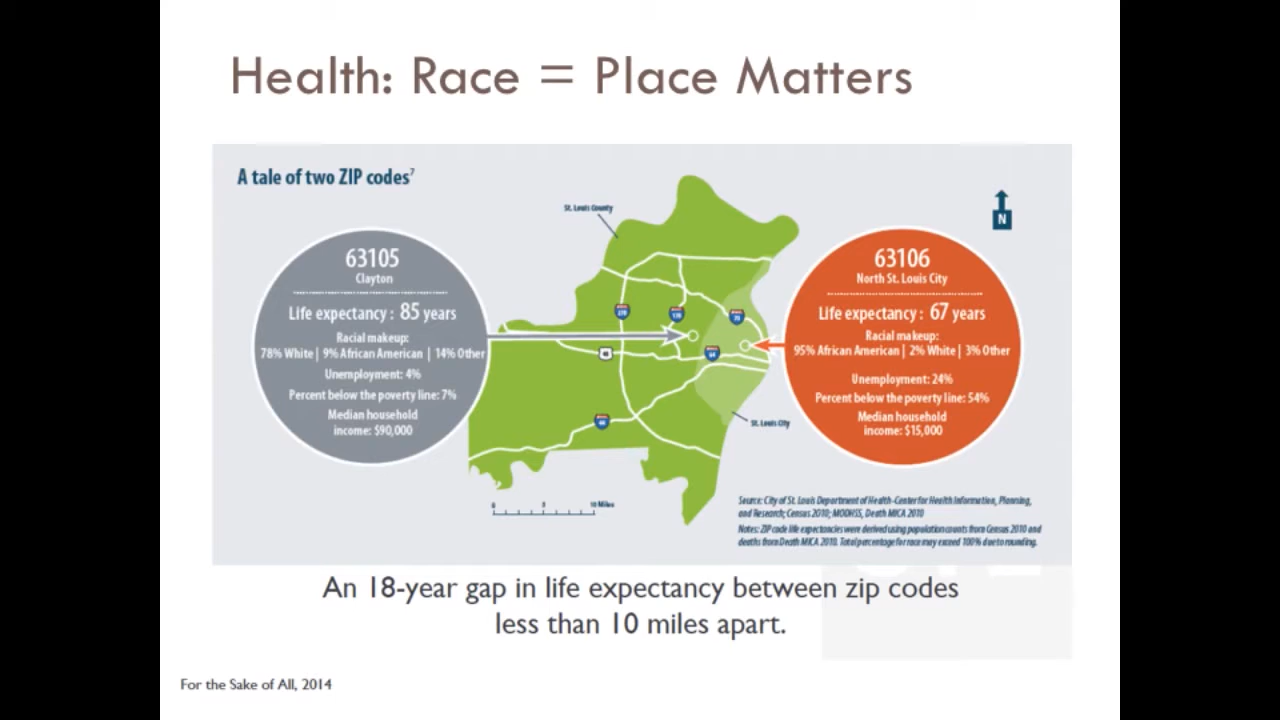 Health: Race = Place Matters
A tale of two ZIP codes7
St. Louis County
N
63105
Clayton
Life expectancy: 85 years
Racial makeup:
78% White | 9% African American | 14% Other
Unemployment: 4%
Percent below the poverty line: 7%
Median household
income: $90,000
63106
North St. Louis City
Life expectancy: 67 years
Racial makeup:
95% African American | 2% White | 3% Other
Unemployment: 24%
Percent below the poverty line: 54%
Median household
income: $15,000
270
170
70
64
44
St. Louis City
0 5 10 Miles
Source: City of St. Louis Department of Health-Center for Health Information, Planning,
and Research; Census 2010; MODHSS, Death MICA 2010
Notes: ZIP code life expectancies were derived using population counts from Census 2010 and
deaths from Death MICA 2010. Total percentage for race may exceed 100% due to rounding.
An 18-year gap in life expectancy between zip codes
less than 10 miles apart.
For the Sake of All, 2014